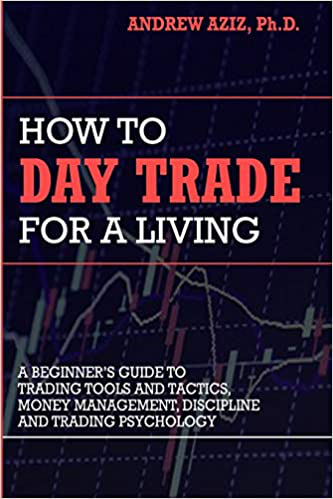 ANDREW AZIZ, Ph.D.
HOW TO
DAY TRADE
FOR A LIVING
A BEGINNER'S GUIDE TO
TRADING TOOLS AND TACTICS,
MONEY MANAGEMENT, DISCIPLINE
AND TRADING PSYCHOLOGY